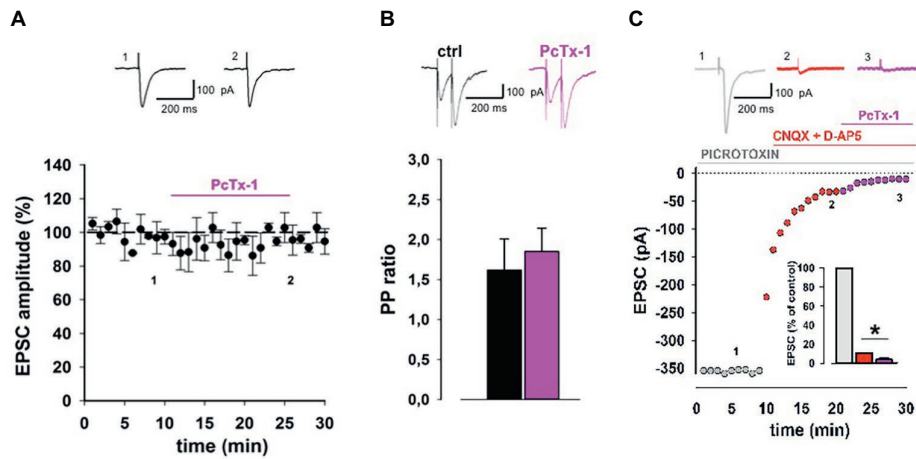 A
1
2
100 pA
200 ms
PcTx-1
EPSC amplitude (%)
140
120
100
80
60
40
20
0
1
2
0 5 10 15 20 25 30
time (min)
B
ctrl
PcTx-1
100 pA
200 ms
PP ratio
3,0
2,5
2,0
1,5
1,0
0,5
0,0
C
1
2
3
100 pA
200 ms
PcTx-1
CNQX + D-AP5
PICROTOXIN
EPSC (pA)
0
-50
-100
-150
-200
-250
-300
-350
1
2
3
EPSC (% of control)
100
80
60
40
20
0
*
0 5 10 15 20 25 30
time (min)